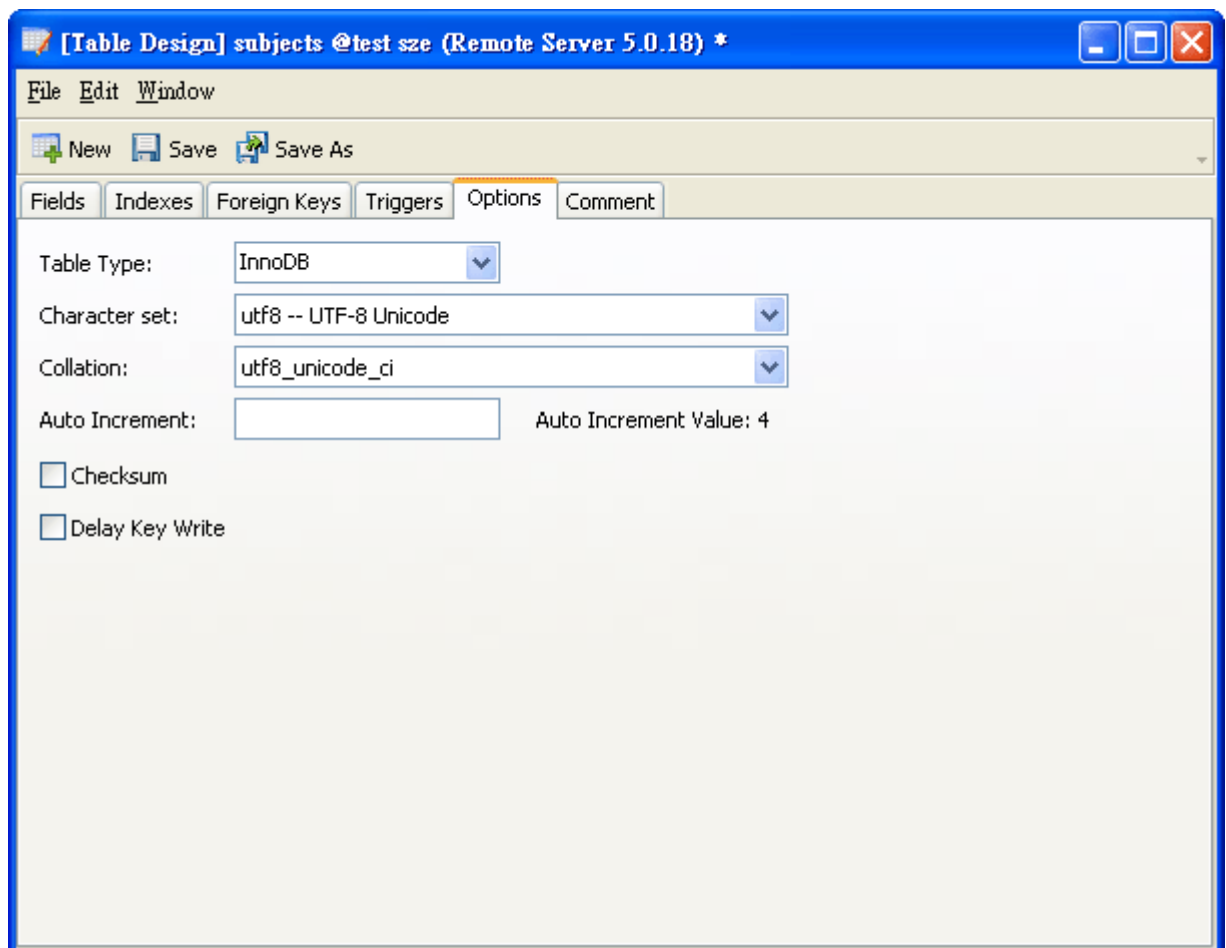 [Table Design] subjects @test sze (Remote Server 5.0.18) *
File Edit Window
New Save Save As
Fields Indexes Foreign Keys Triggers Options Comment
Table Type: InnoDB
Character set: utf8 -- UTF-8 Unicode
Collation: utf8_unicode_ci
Auto Increment: Auto Increment Value: 4
Checksum
Delay Key Write